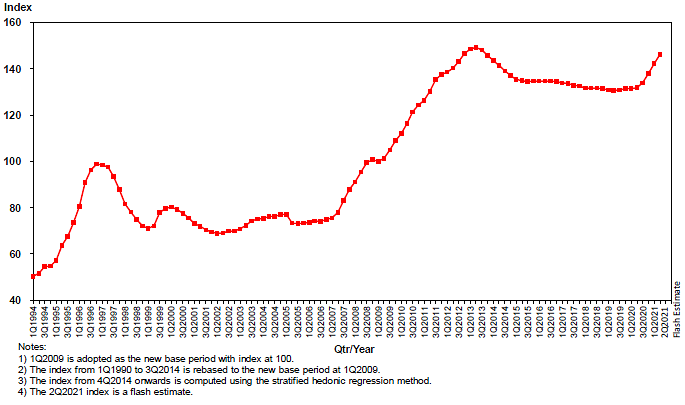 Index
160
140
120
100
80
60
40
1Q1994 3Q1994 1Q1995 3Q1995 1Q1996 3Q1996 1Q1997 3Q1997 1Q1998 3Q1998 1Q1999 3Q1999 1Q2000 3Q2000 1Q2001 3Q2001 1Q2002 3Q2002 1Q2003 3Q2003 1Q2004 3Q2004 1Q2005 3Q2005 1Q2006 3Q2006 1Q2007 3Q2007 1Q2008 3Q2008 1Q2009 3Q2009 1Q2010 3Q2010 1Q2011 3Q2011 1Q2012 3Q2012 1Q2013 3Q2013 1Q2014 3Q2014 1Q2015 3Q2015 1Q2016 3Q2016 1Q2017 3Q2017 1Q2018 3Q2018 1Q2019 3Q2019 1Q2020 3Q2020 1Q2021 2Q2021 Flash Estimate
Qtr/Year
Notes:
1) 1Q2009 is adopted as the new base period with index at 100.
2) The index from 1Q1990 to 3Q2014 is rebased to the new base period at 1Q2009.
3) The index from 4Q2014 onwards is computed using the stratified hedonic regression method.
4) The 2Q2021 index is a flash estimate.